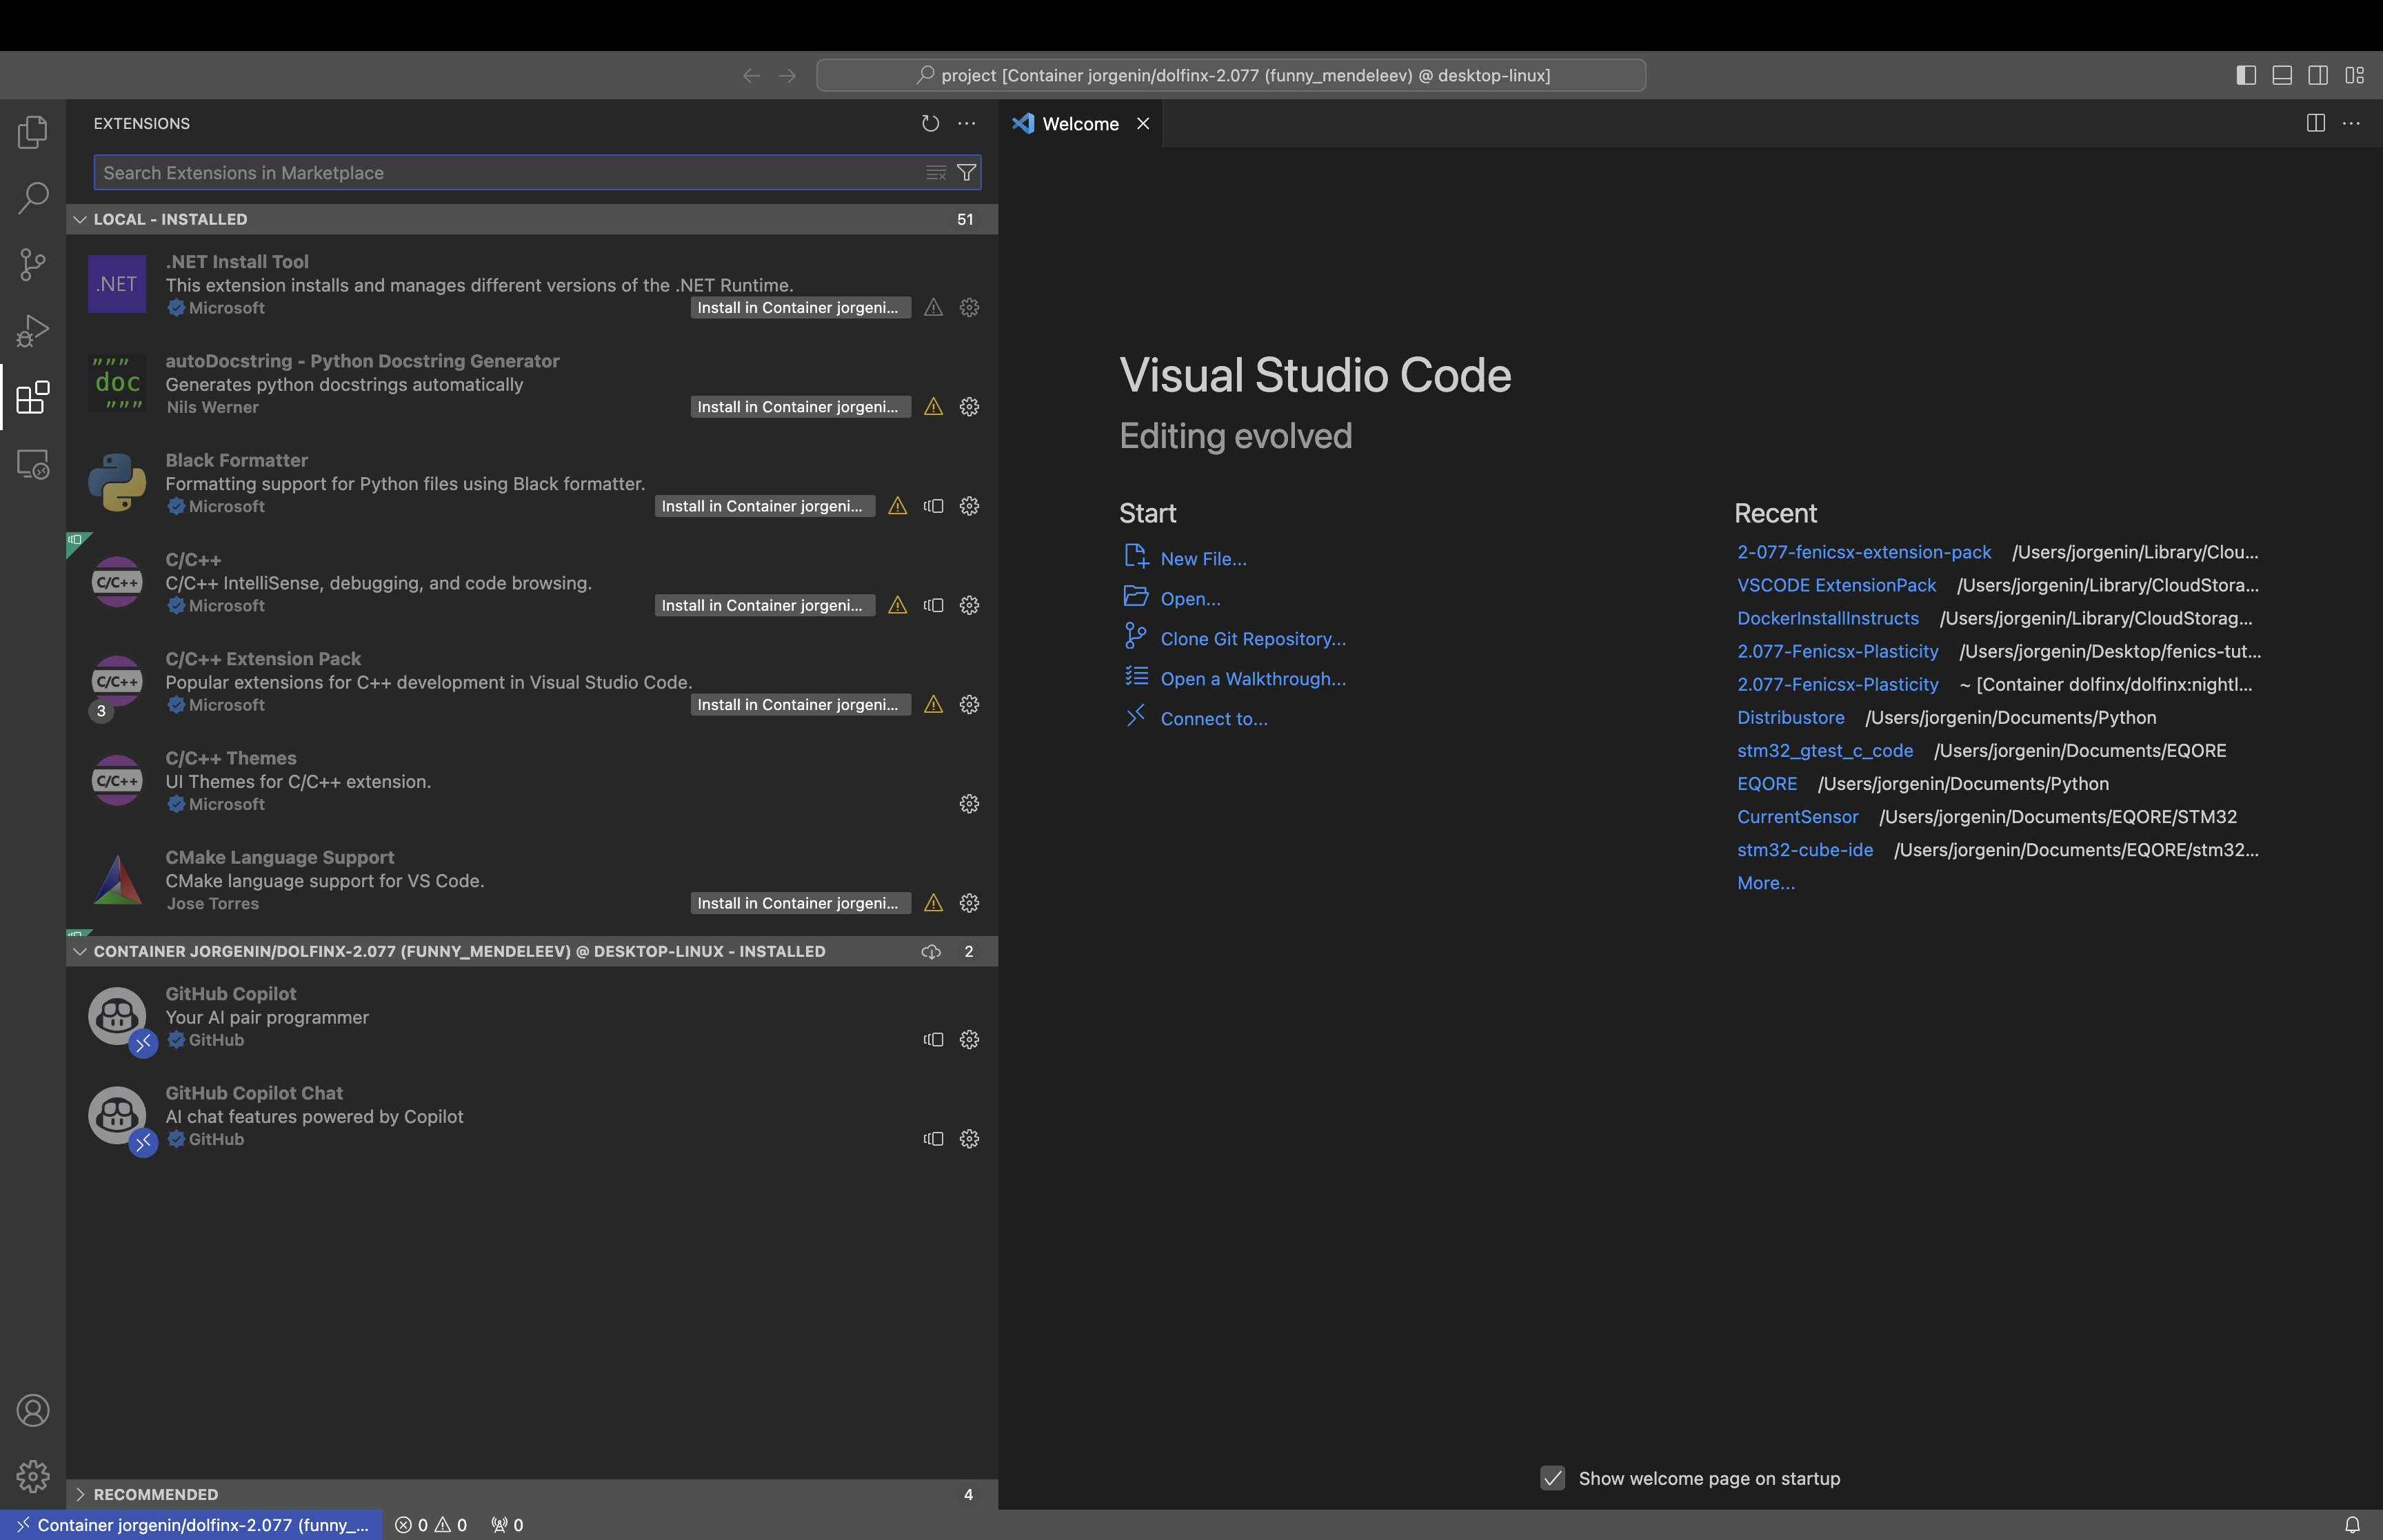 project [Container jorgenin/dolfinx-2.077 (funny_mendeleev) @ desktop-linux]
EXTENSIONS
Search Extensions in Marketplace
LOCAL - INSTALLED 51
.NET
.NET Install Tool
This extension installs and manages different versions of the .NET Runtime.
Microsoft Install in Container jorgeni...
""" doc """
autoDocstring - Python Docstring Generator
Generates python docstrings automatically
Nils Werner Install in Container jorgeni...
Black Formatter
Formatting support for Python files using Black formatter.
Microsoft Install in Container jorgeni...
C/C++
C/C++
C/C++ IntelliSense, debugging, and code browsing.
Microsoft Install in Container jorgeni...
C/C++
3
C/C++ Extension Pack
Popular extensions for C++ development in Visual Studio Code.
Microsoft Install in Container jorgeni...
C/C++
C/C++ Themes
UI Themes for C/C++ extension.
Microsoft
CMake Language Support
CMake language support for VS Code.
Jose Torres Install in Container jorgeni...
CONTAINER JORGENIN/DOLFINX-2.077 (FUNNY_MENDELEEV) @ DESKTOP-LINUX - INSTALLED 2
GitHub Copilot
Your AI pair programmer
GitHub
GitHub Copilot Chat
AI chat features powered by Copilot
GitHub
RECOMMENDED 4
Welcome
Visual Studio Code
Editing evolved
Start
New File...
Open...
Clone Git Repository...
Open a Walkthrough...
Connect to...
Recent
2-077-fenicsx-extension-pack /Users/jorgenin/Library/Clou...
VSCODE ExtensionPack /Users/jorgenin/Library/CloudStora...
DockerInstallInstructs /Users/jorgenin/Library/CloudStorag...
2.077-Fenicsx-Plasticity /Users/jorgenin/Desktop/fenics-tut...
2.077-Fenicsx-Plasticity ~ [Container dolfinx/dolfinx:nightl...
Distribustore /Users/jorgenin/Documents/Python
stm32_gtest_c_code /Users/jorgenin/Documents/EQORE
EQORE /Users/jorgenin/Documents/Python
CurrentSensor /Users/jorgenin/Documents/EQORE/STM32
stm32-cube-ide /Users/jorgenin/Documents/EQORE/stm32...
More...
Show welcome page on startup
Container jorgenin/dolfinx-2.077 (funny_... 0 0 0